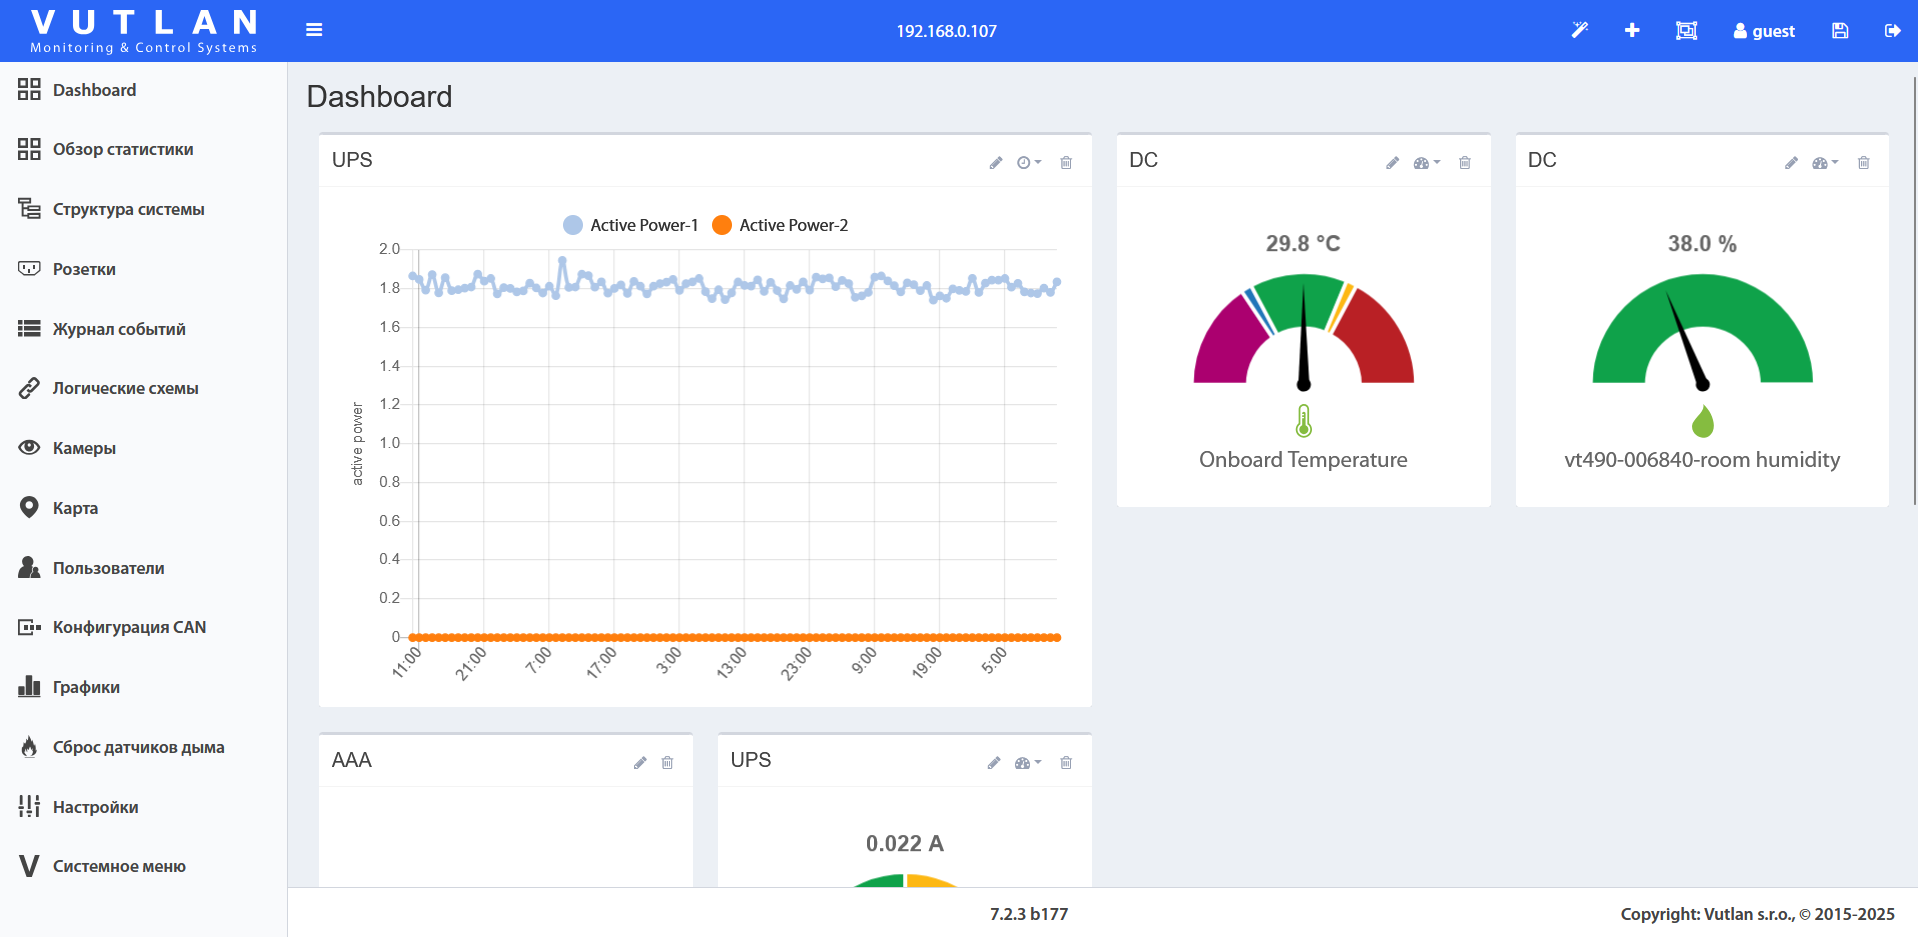 VUTLAN
Monitoring & Control Systems
192.168.0.107
guest
Dashboard
Обзор статистики
Структура системы
Розетки
Журнал событий
Логические схемы
Камеры
Карта
Пользователи
Конфигурация CAN
Графики
Сброс датчиков дыма
Настройки
Системное меню
Dashboard
UPS
Active Power-1
Active Power-2
active power
2.0
1.8
1.6
1.4
1.2
1.0
0.8
0.6
0.4
0.2
0
11:00
21:00
7:00
17:00
3:00
13:00
23:00
9:00
19:00
5:00
DC
29.8 °C
Onboard Temperature
DC
38.0 %
vt490-006840-room humidity
AAA
UPS
0.022 A
7.2.3 b177
Copyright: Vutlan s.r.o., © 2015-2025